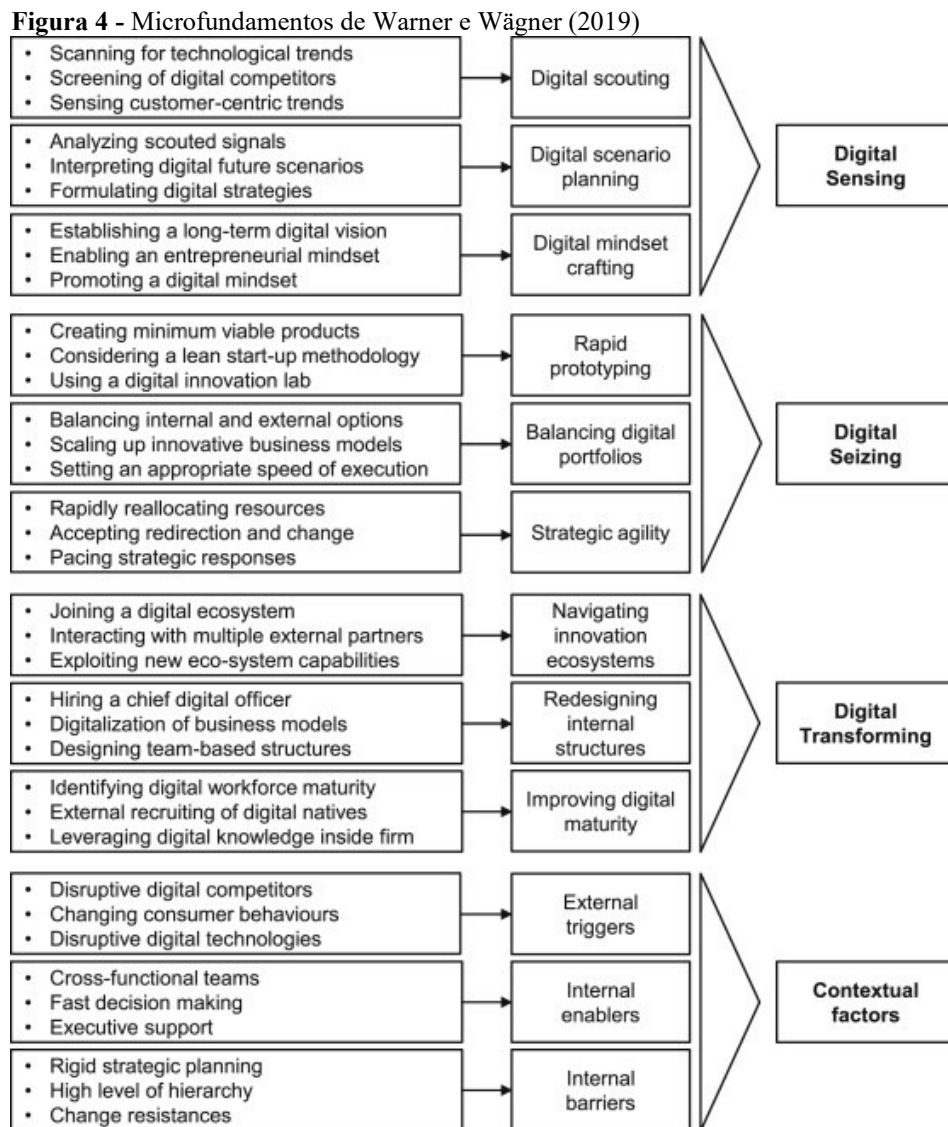 Figura 4 - Microfundamentos de Warner e Wägner (2019)
• Scanning for technological trends
• Screening of digital competitors
• Sensing customer-centric trends
Digital scouting
• Analyzing scouted signals
• Interpreting digital future scenarios
• Formulating digital strategies
Digital scenario
planning
• Establishing a long-term digital vision
• Enabling an entrepreneurial mindset
• Promoting a digital mindset
Digital mindset
crafting
Digital
Sensing
• Creating minimum viable products
• Considering a lean start-up methodology
• Using a digital innovation lab
Rapid
prototyping
• Balancing internal and external options
• Scaling up innovative business models
• Setting an appropriate speed of execution
Balancing digital
portfolios
• Rapidly reallocating resources
• Accepting redirection and change
• Pacing strategic responses
Strategic agility
Digital
Seizing
• Joining a digital ecosystem
• Interacting with multiple external partners
• Exploiting new eco-system capabilities
Navigating
innovation
ecosystems
• Hiring a chief digital officer
• Digitalization of business models
• Designing team-based structures
Redesigning
internal
structures
• Identifying digital workforce maturity
• External recruiting of digital natives
• Leveraging digital knowledge inside firm
Improving digital
maturity
Digital
Transforming
• Disruptive digital competitors
• Changing consumer behaviours
• Disruptive digital technologies
External
triggers
• Cross-functional teams
• Fast decision making
• Executive support
Internal
enablers
• Rigid strategic planning
• High level of hierarchy
• Change resistances
Internal
barriers
Contextual
factors